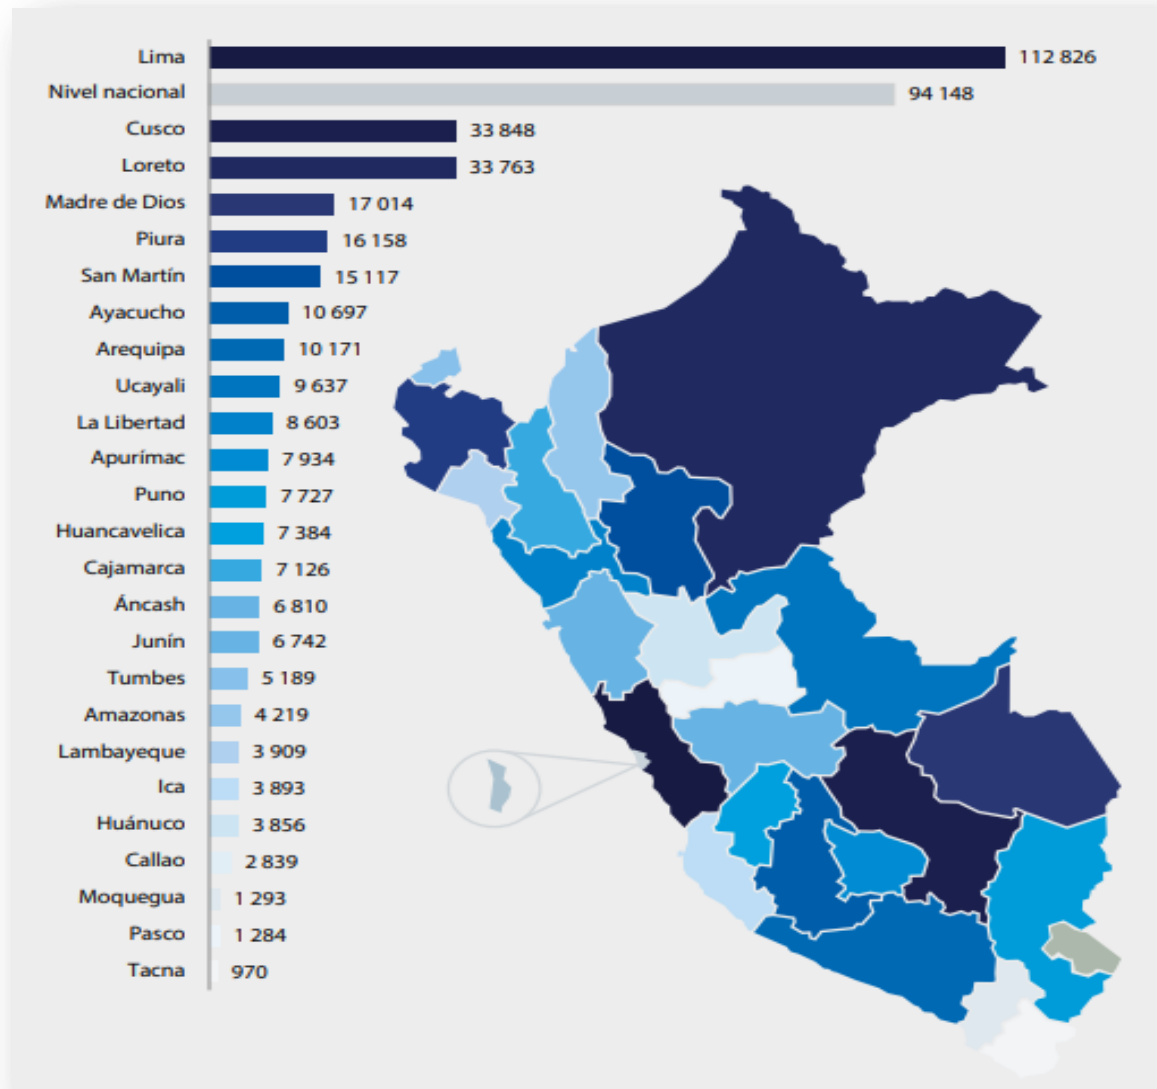 Lima 112 826
Nivel nacional 94 148
Cusco 33 848
Loreto 33 763
Madre de Dios 17 014
Piura 16 158
San Martín 15 117
Ayacucho 10 697
Arequipa 10 171
Ucayali 9 637
La Libertad 8 603
Apurímac 7 934
Puno 7 727
Huancavelica 7 384
Cajamarca 7 126
Áncash 6 810
Junín 6 742
Tumbes 5 189
Amazonas 4 219
Lambayeque 3 909
Ica 3 893
Huánuco 3 856
Callao 2 839
Moquegua 1 293
Pasco 1 284
Tacna 970